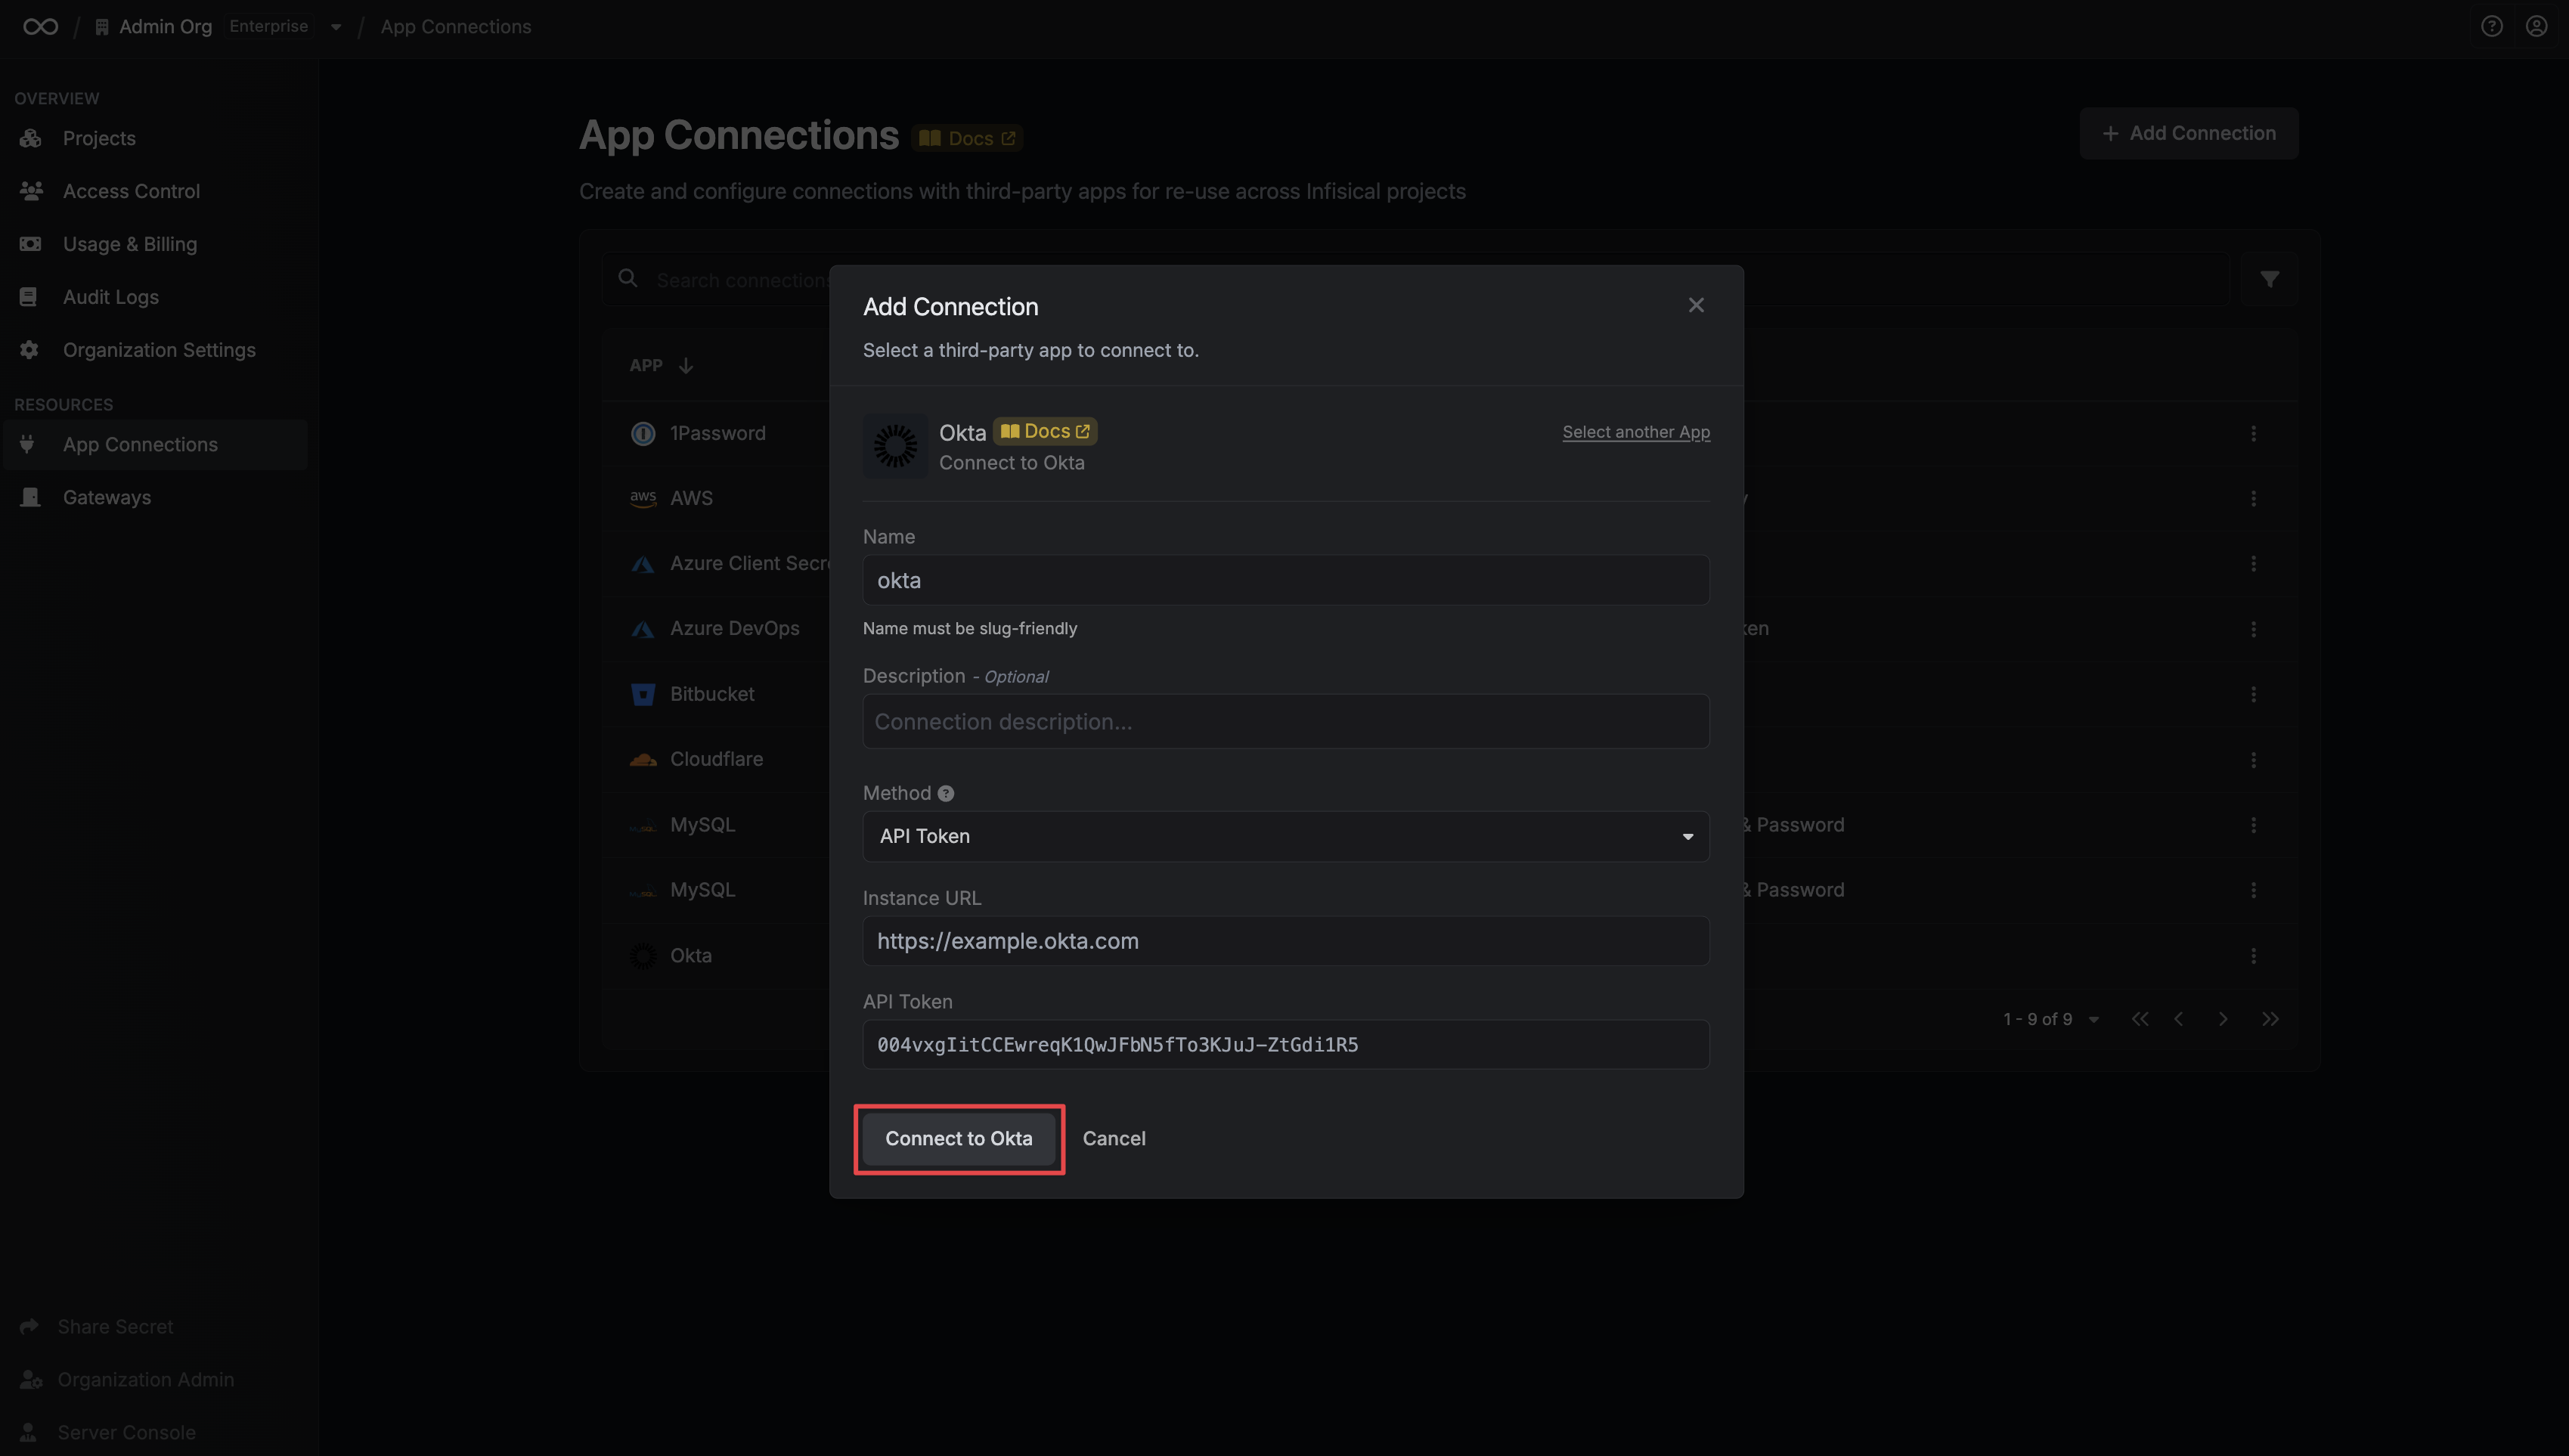 Admin Org Enterprise / App Connections
OVERVIEW
Projects
Access Control
Usage & Billing
Audit Logs
Organization Settings
RESOURCES
App Connections
Gateways
Share Secret
Organization Admin
Server Console
App Connections Docs
+ Add Connection
Create and configure connections with third-party apps for re-use across Infisical projects
Search connections
APP
1Password
aws AWS
Azure Client Secre
Azure DevOps
ken
Bitbucket
Cloudflare
MySQL
& Password
MySQL
& Password
Okta
1 - 9 of 9
Add Connection
Select a third-party app to connect to.
Okta Docs
Select another App
Connect to Okta
Name
okta
Name must be slug-friendly
Description - Optional
Connection description...
Method
API Token
Instance URL
https://example.okta.com
API Token
004vxgIitCCEwreqK1QwJFbN5fTo3KJuJ-ZtGdi1R5
Connect to Okta
Cancel